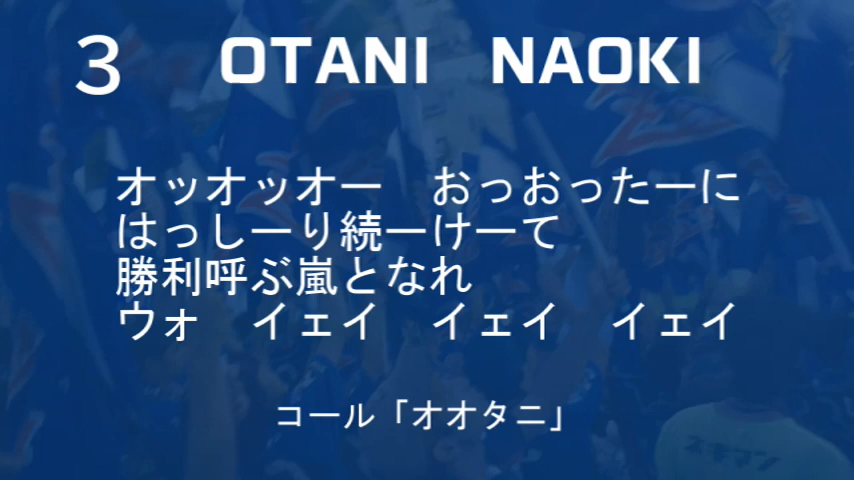 3 OTANI NAOKI
オッオッオー おっおったーに
はっしーり続ーけーて
勝利呼ぶ嵐となれ
ウォ イェイ イェイ イェイ
コール「オオタニ」